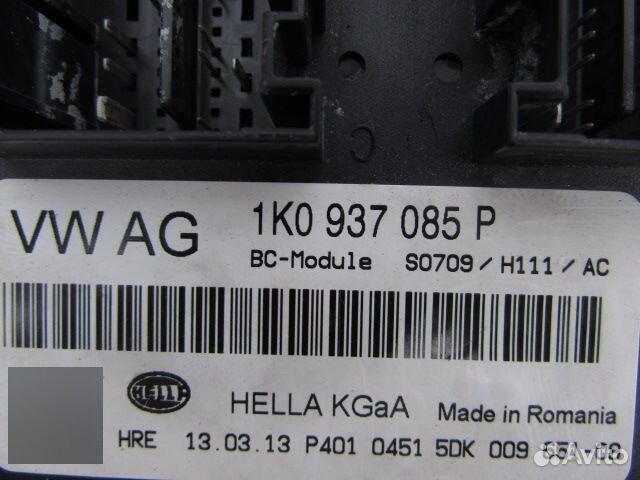 VW AG 1K0 937 085 P
BC-Module S0709 / H111 / AC
HELLA
HELLA KGaA Made in Romania
HRE 13.03.13 P401 0451 5DK 009
Avito